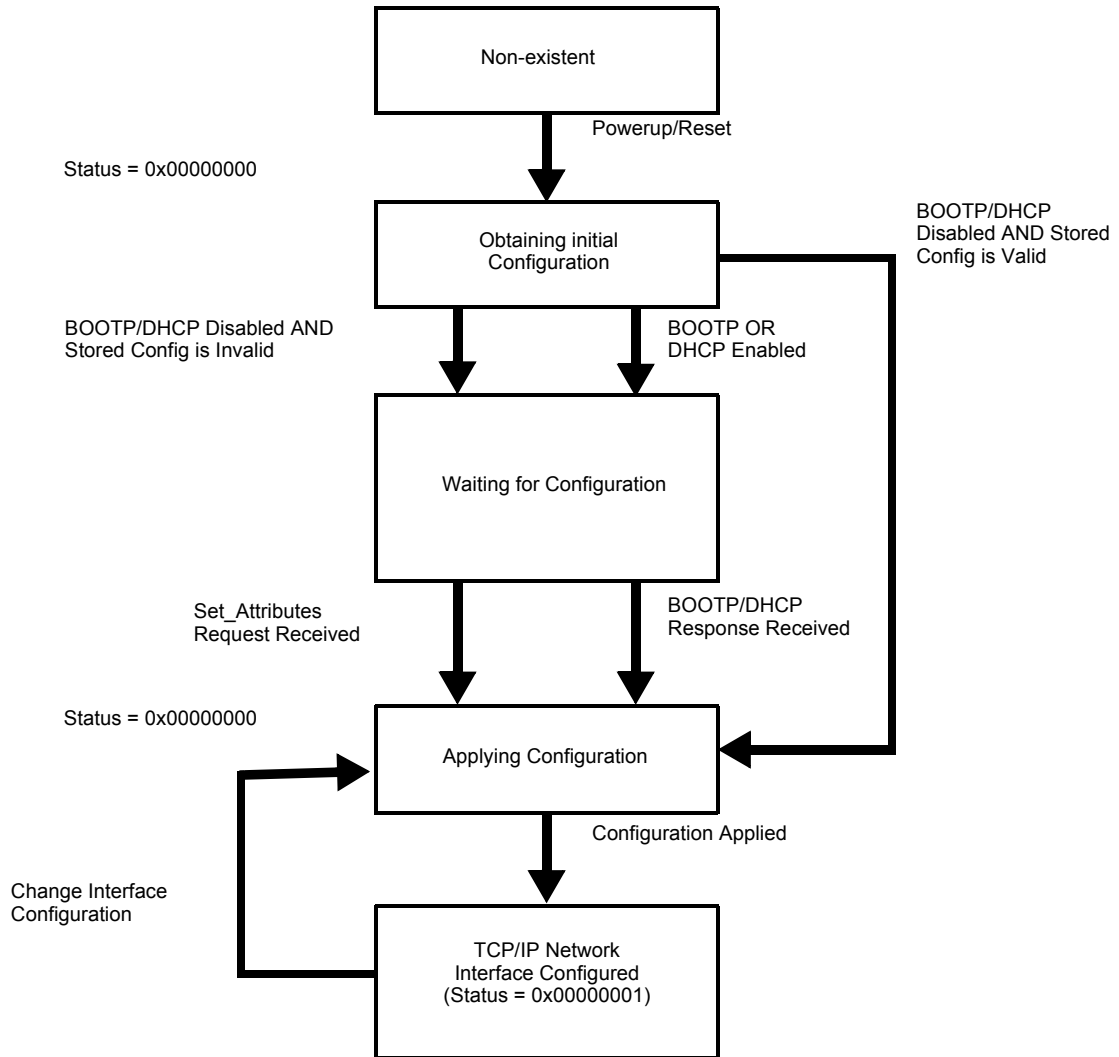 Non-existent
Powerup/Reset
Status = 0x00000000
Obtaining initial
Configuration
BOOTP/DHCP
Disabled AND Stored
Config is Valid
BOOTP/DHCP Disabled AND
Stored Config is Invalid
BOOTP OR
DHCP Enabled
Waiting for Configuration
Set_Attributes
Request Received
BOOTP/DHCP
Response Received
Status = 0x00000000
Applying Configuration
Configuration Applied
Change Interface
Configuration
TCP/IP Network
Interface Configured
(Status = 0x00000001)